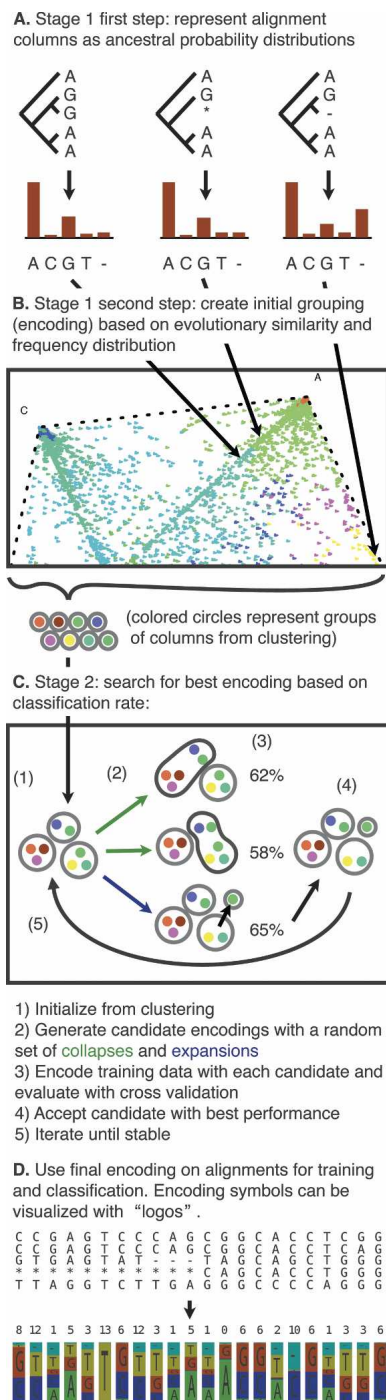 A. Stage 1 first step: represent alignment
columns as ancestral probability distributions
A A A
G G G
G * -
A A A
A A A
A C G T - A C G T - A C G T -
B. Stage 1 second step: create initial grouping
(encoding) based on evolutionary similarity and
frequency distribution
A
C
(colored circles represent groups
of columns from clustering)
C. Stage 2: search for best encoding based on
classification rate:
(1) (2) (3) (4)
62%
58%
65%
(5)
1) Initialize from clustering
2) Generate candidate encodings with a random
set of collapses and expansions
3) Encode training data with each candidate and
evaluate with cross validation
4) Accept candidate with best performance
5) Iterate until stable
D. Use final encoding on alignments for training
and classification. Encoding symbols can be
visualized with “logos” .
C C G A G T C C C A G C G G C A C C T C G G
C C G A G T C C C A G C G G C A C C T C A G
G T G A G T A T - - - T C A G C A G C T G G G
* * * * * * * * * * * C A G C A G C T G G G
T T A G G T C T T G A G G C C C C A G G
8 12 1 5 3 13 6 12 3 1 5 1 0 6 6 2 10 6 1 3 3 6